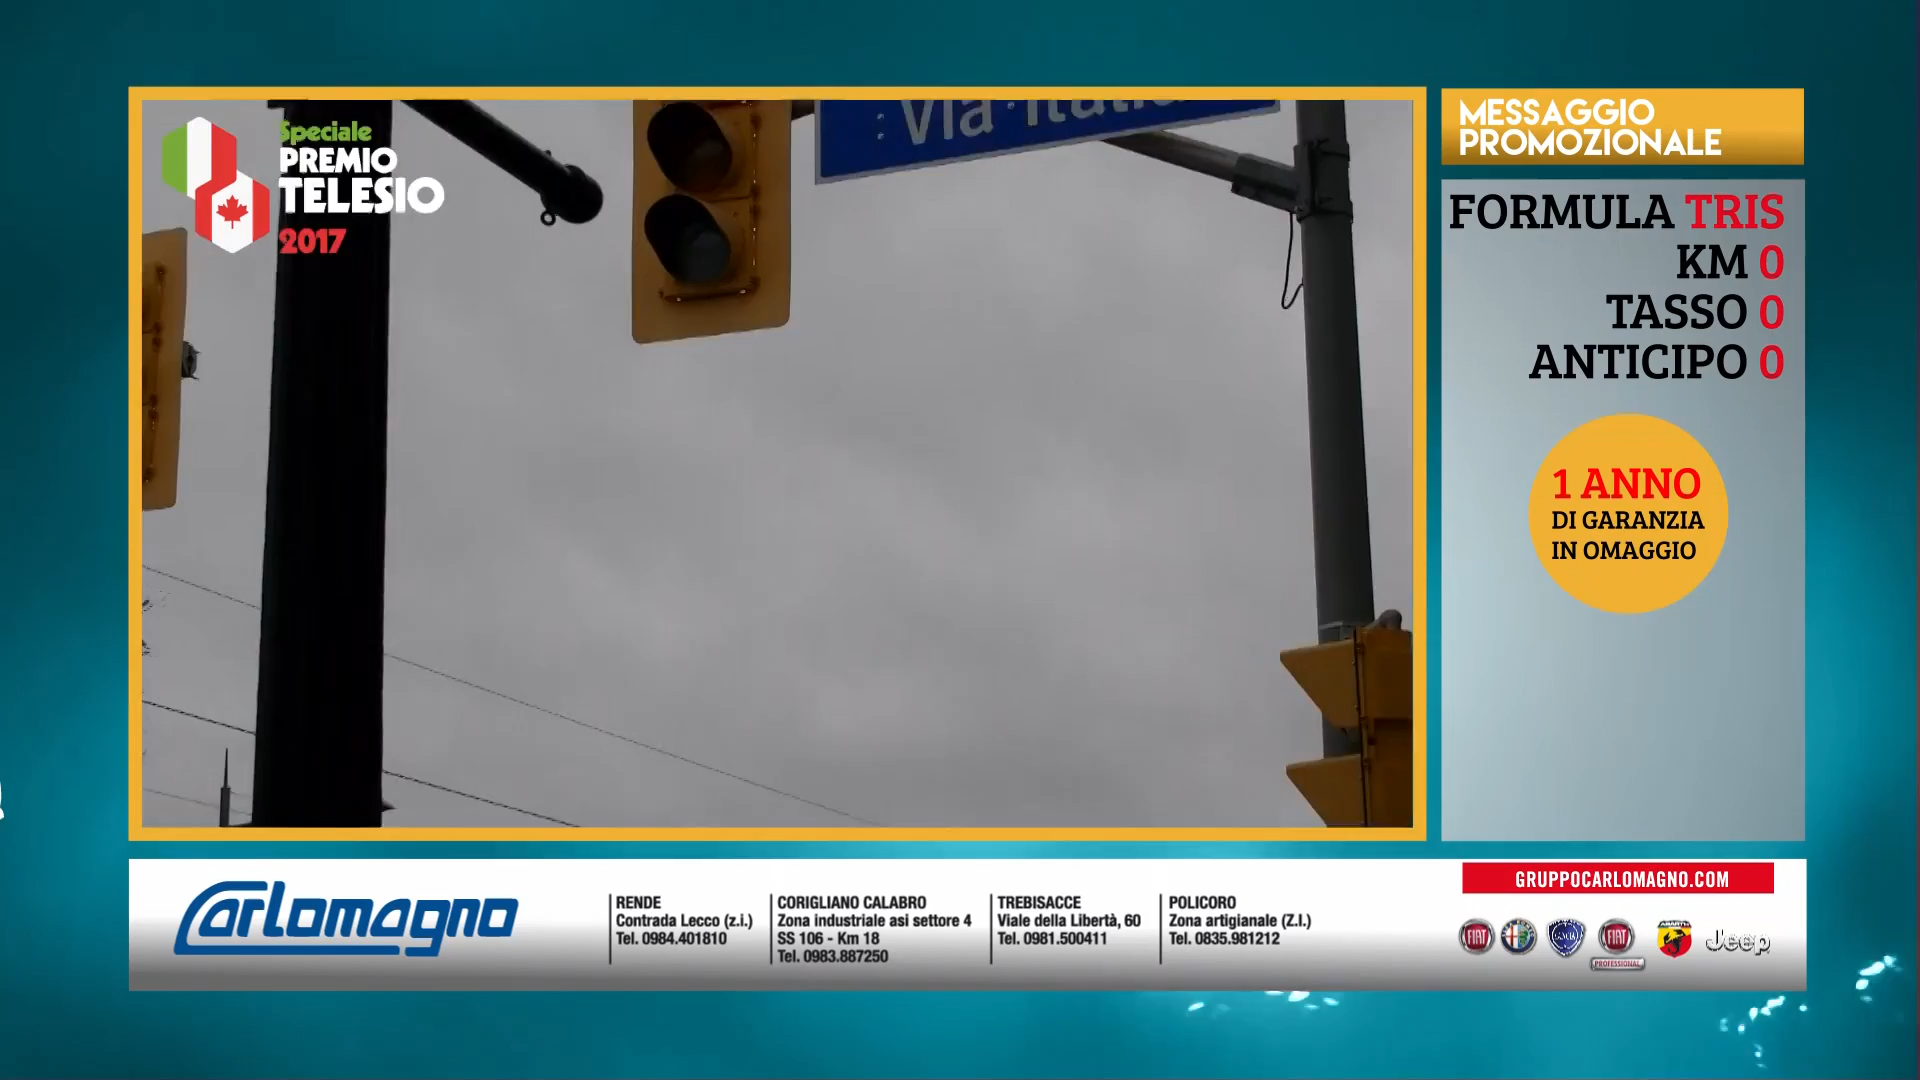 Speciale
PREMIO
TELESIO
2017
Via Italia
MESSAGGIO
PROMOZIONALE
FORMULA TRIS
KM 0
TASSO 0
ANTICIPO 0
1 ANNO
DI GARANZIA
IN OMAGGIO
Carlomagno
RENDE
Contrada Lecco (z.i.)
Tel. 0984.401810
CORIGLIANO CALABRO
Zona industriale asi settore 4
SS 106 - Km 18
Tel. 0983.887250
TREBISACCE
Viale della Libertà, 60
Tel. 0981.500411
POLICORO
Zona artigianale (Z.I.)
Tel. 0835.981212
GRUPPOCARLOMAGNO.COM
FIAT
LANCIA
FIAT
PROFESSIONAL
ABARTH
Jeep